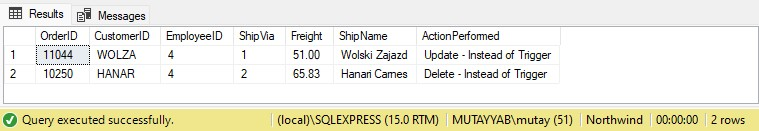 Results Messages
OrderID CustomerID EmployeeID ShipVia Freight ShipName ActionPerformed
1 11044 WOLZA 4 1 51.00 Wolski Zajazd Update - Instead of Trigger
2 10250 HANAR 4 2 65.83 Hanari Carnes Delete - Instead of Trigger
Query executed successfully. (local)\SQLEXPRESS (15.0 RTM) MUTAYYAB\mutay (51) Northwind 00:00:00 2 rows